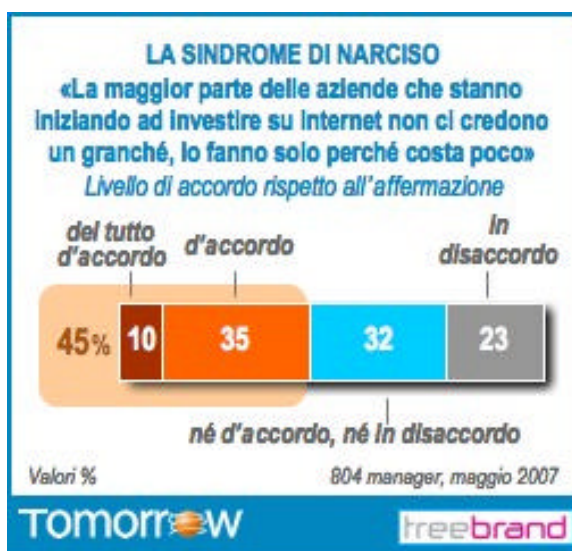 LA SINDROME DI NARCISO
«La maggior parte delle aziende che stanno
iniziando ad investire su Internet non ci credono
un granché, lo fanno solo perché costa poco»
Livello di accordo rispetto all'affermazione
del tutto
d'accordo
d'accordo
in
disaccordo
45%
10
35
32
23
né d'accordo, né in disaccordo
Valori %
804 manager, maggio 2007
Tomorrow
treebrand